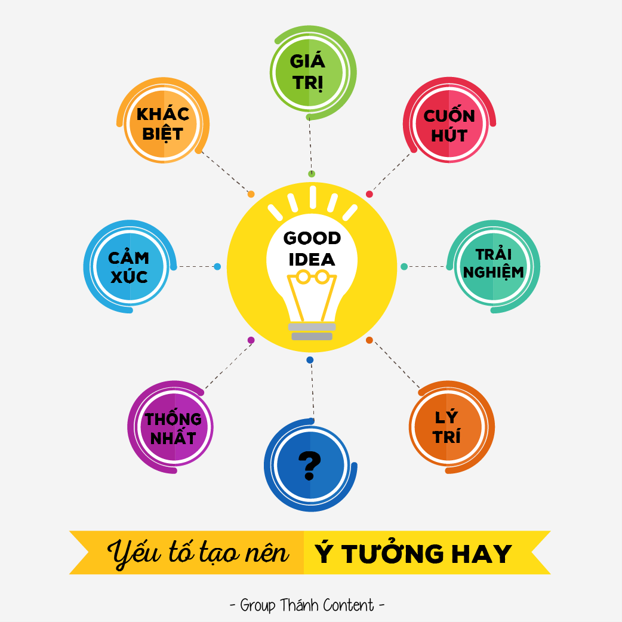 GIÁ
TRỊ
KHÁC
BIỆT
CUỐN
HÚT
GOOD
IDEA
CẢM
XÚC
TRẢI
NGHIỆM
THỐNG
NHẤT
LÝ
TRÍ
?
Yếu tố tạo nên Ý TƯỞNG HAY
- Group Thánh Content -